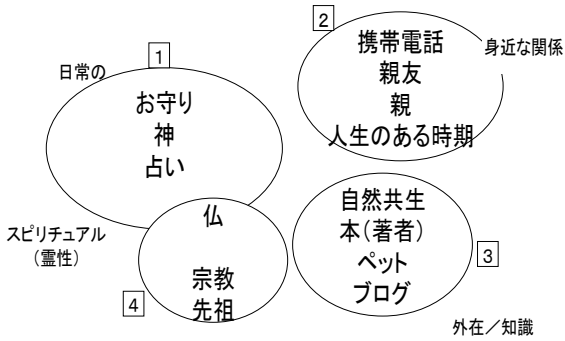 1
日常の
お守り
神
占い
2
携帯電話
親友
親
人生のある時期
身近な関係
スピリチュアル
（霊性）
仏
宗教
先祖
4
自然共生
本（著者）
ペット
ブログ
3
外在／知識